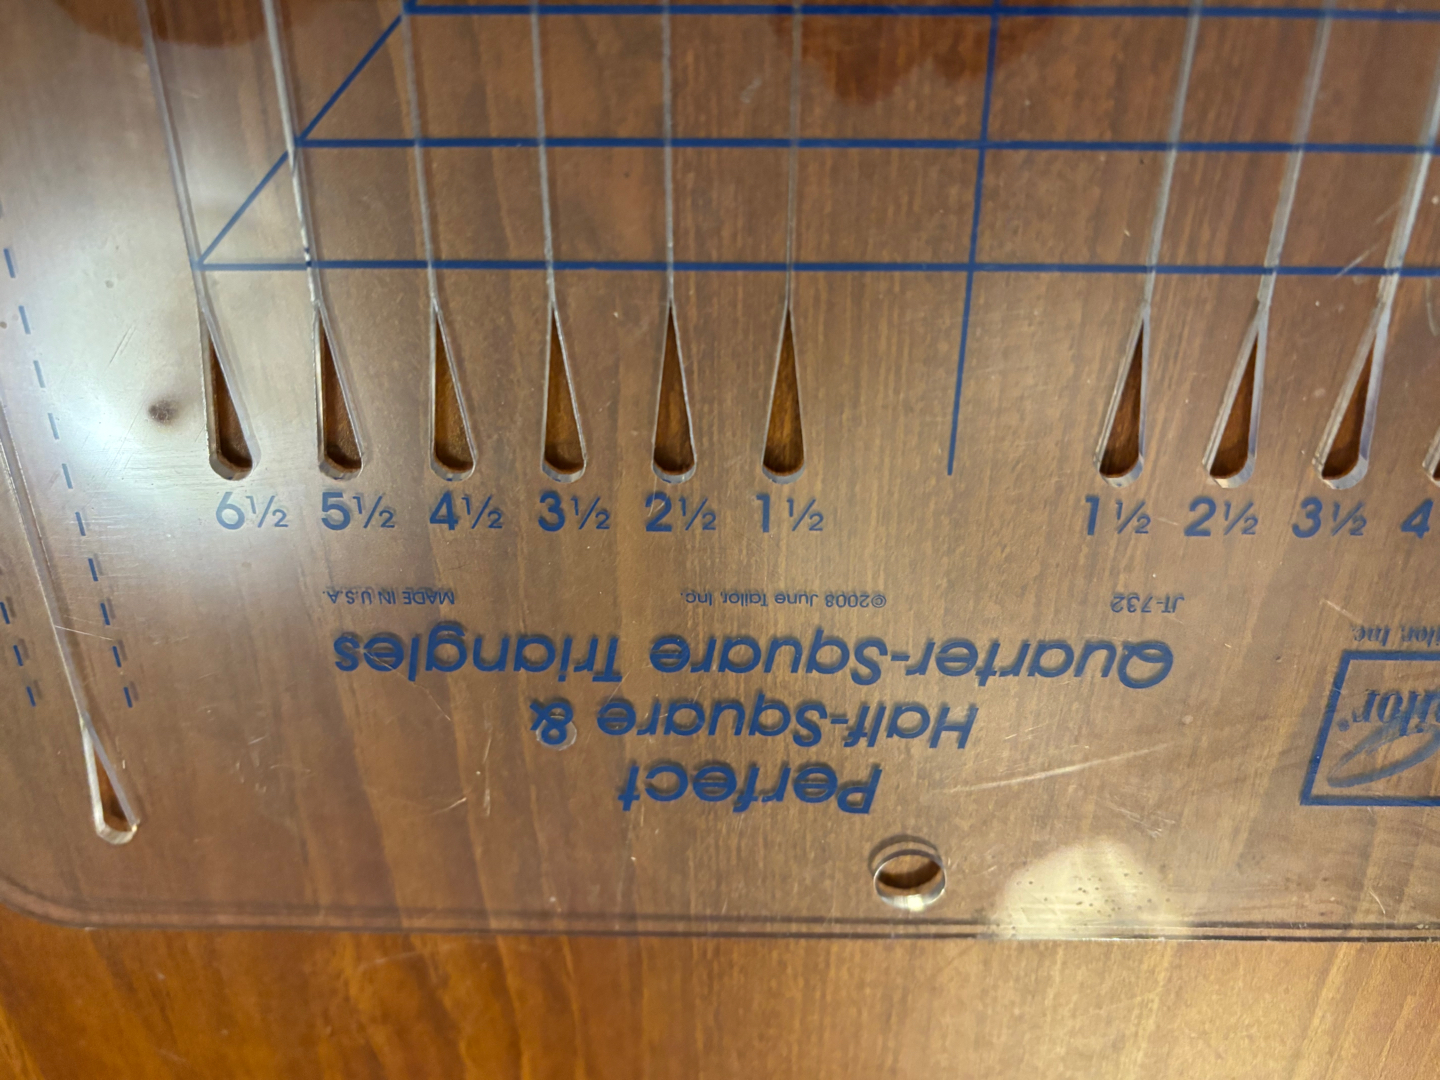 6½ 5½ 4½ 3½ 2½ 1½ 1½ 2½ 3½ 4
Perfect
Half-Square &
Quarter-Square Triangles
JT-732 ©2008 June Tailor, Inc. MADE IN U.S.A.